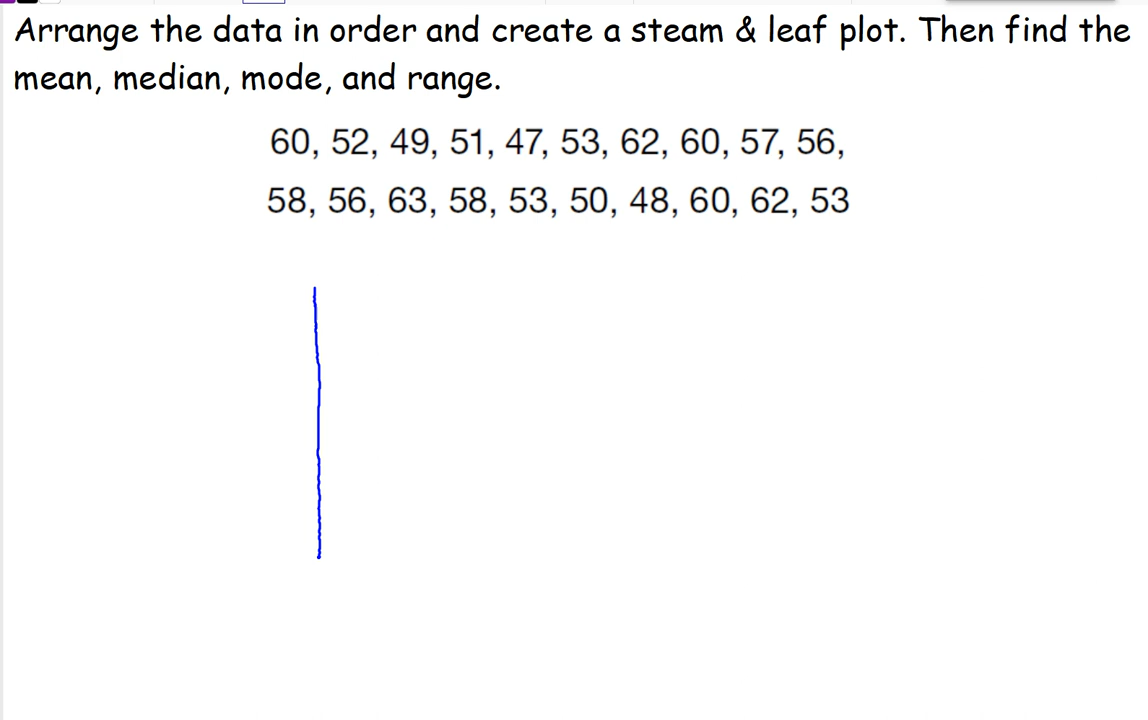 Arrange the data in order and create a steam & leaf plot. Then find the
mean, median, mode, and range.
60, 52, 49, 51, 47, 53, 62, 60, 57, 56,
58, 56, 63, 58, 53, 50, 48, 60, 62, 53